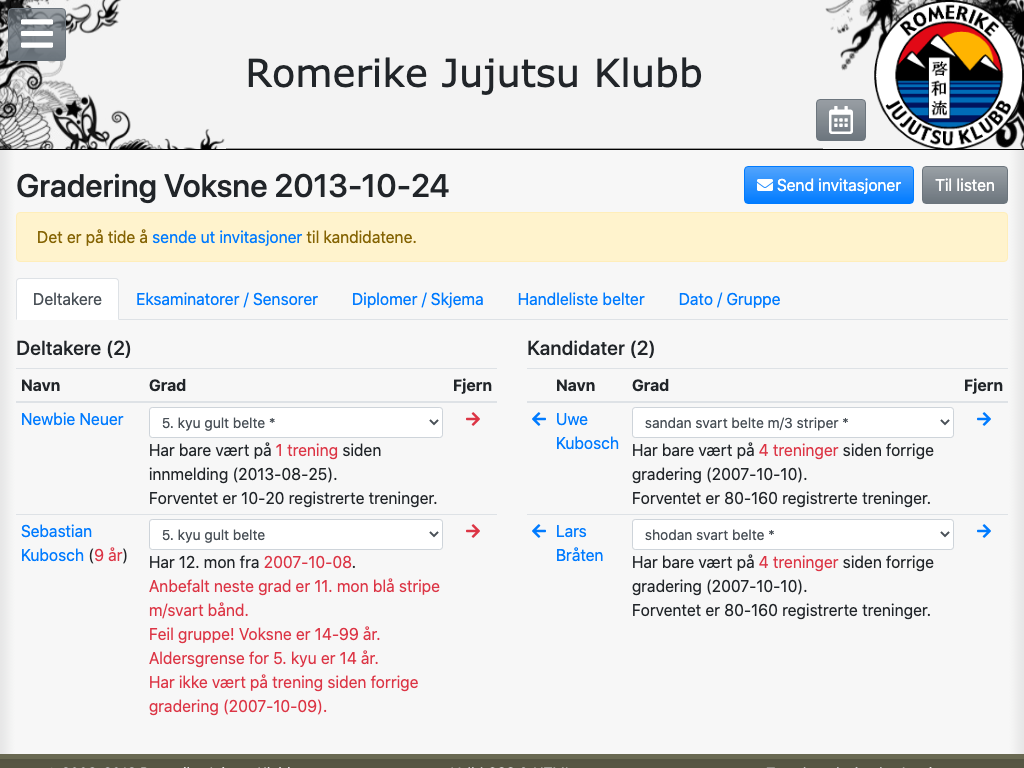 Romerike Jujutsu Klubb
ROMERIKE
啓和流
JUJUTSU KLUBB
Gradering Voksne 2013-10-24
Send invitasjoner
Til listen
Det er på tide å sende ut invitasjoner til kandidatene.
Deltakere
Eksaminatorer / Sensorer
Diplomer / Skjema
Handleliste belter
Dato / Gruppe
Deltakere (2)
Navn Grad Fjern
Newbie Neuer
5. kyu gult belte *
Har bare vært på 1 trening siden
innmelding (2013-08-25).
Forventet er 10-20 registrerte treninger.
Sebastian
Kubosch (9 år)
5. kyu gult belte
Har 12. mon fra 2007-10-08.
Anbefalt neste grad er 11. mon blå stripe
m/svart bånd.
Feil gruppe! Voksne er 14-99 år.
Aldersgrense for 5. kyu er 14 år.
Har ikke vært på trening siden forrige
gradering (2007-10-09).
Kandidater (2)
Navn Grad Fjern
Uwe
Kubosch
sandan svart belte m/3 striper *
Har bare vært på 4 treninger siden forrige
gradering (2007-10-10).
Forventet er 80-160 registrerte treninger.
Lars
Bråten
shodan svart belte *
Har bare vært på 4 treninger siden forrige
gradering (2007-10-10).
Forventet er 80-160 registrerte treninger.